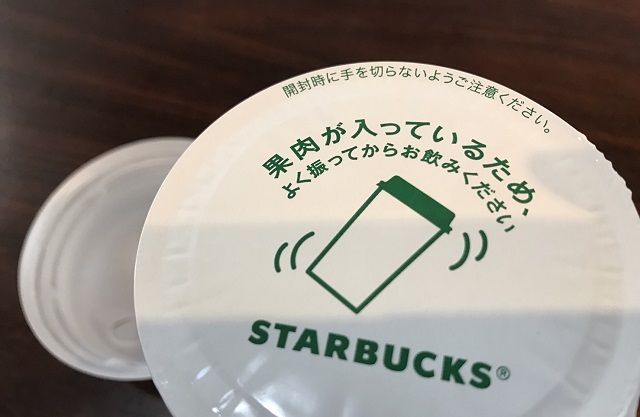 開封時に手を切らないようご注意ください。
果肉が入っているため、
よく振ってからお飲みください
STARBUCKS®